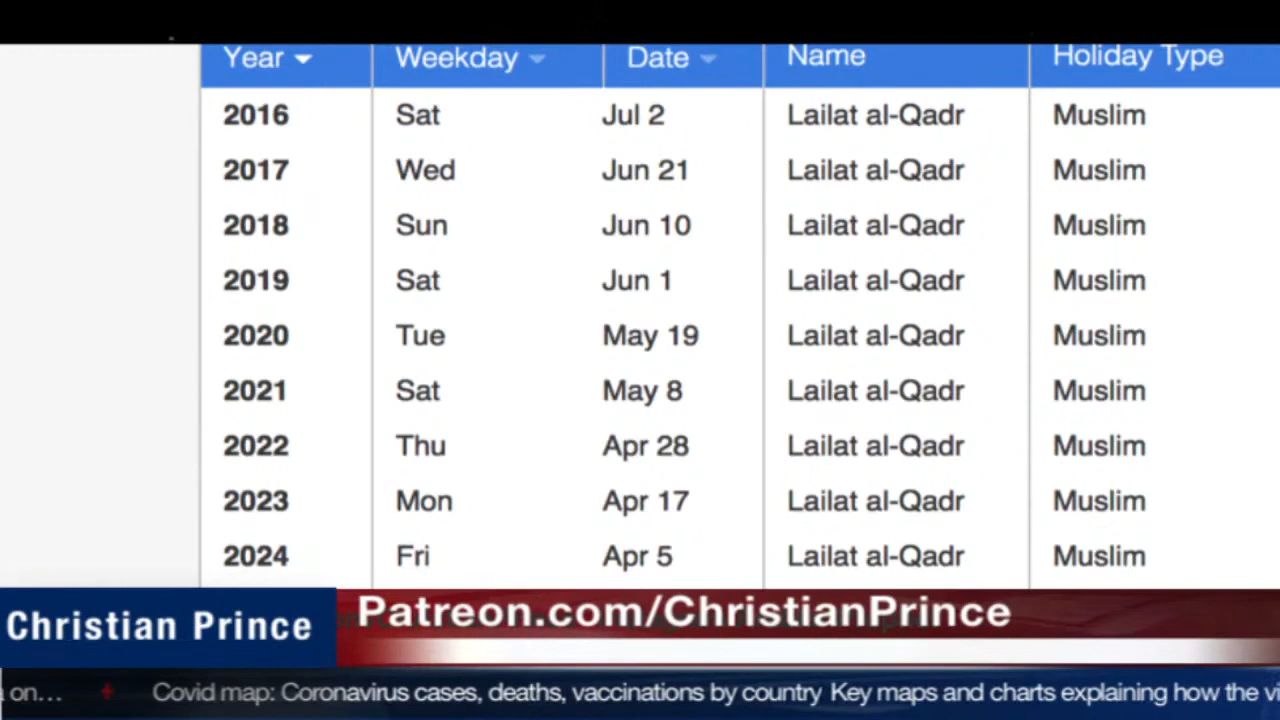 Year Weekday Date Name Holiday Type
2016 Sat Jul 2 Lailat al-Qadr Muslim
2017 Wed Jun 21 Lailat al-Qadr Muslim
2018 Sun Jun 10 Lailat al-Qadr Muslim
2019 Sat Jun 1 Lailat al-Qadr Muslim
2020 Tue May 19 Lailat al-Qadr Muslim
2021 Sat May 8 Lailat al-Qadr Muslim
2022 Thu Apr 28 Lailat al-Qadr Muslim
2023 Mon Apr 17 Lailat al-Qadr Muslim
2024 Fri Apr 5 Lailat al-Qadr Muslim
Christian Prince Patreon.com/ChristianPrince
on... Covid map: Coronavirus cases, deaths, vaccinations by country Key maps and charts explaining how the